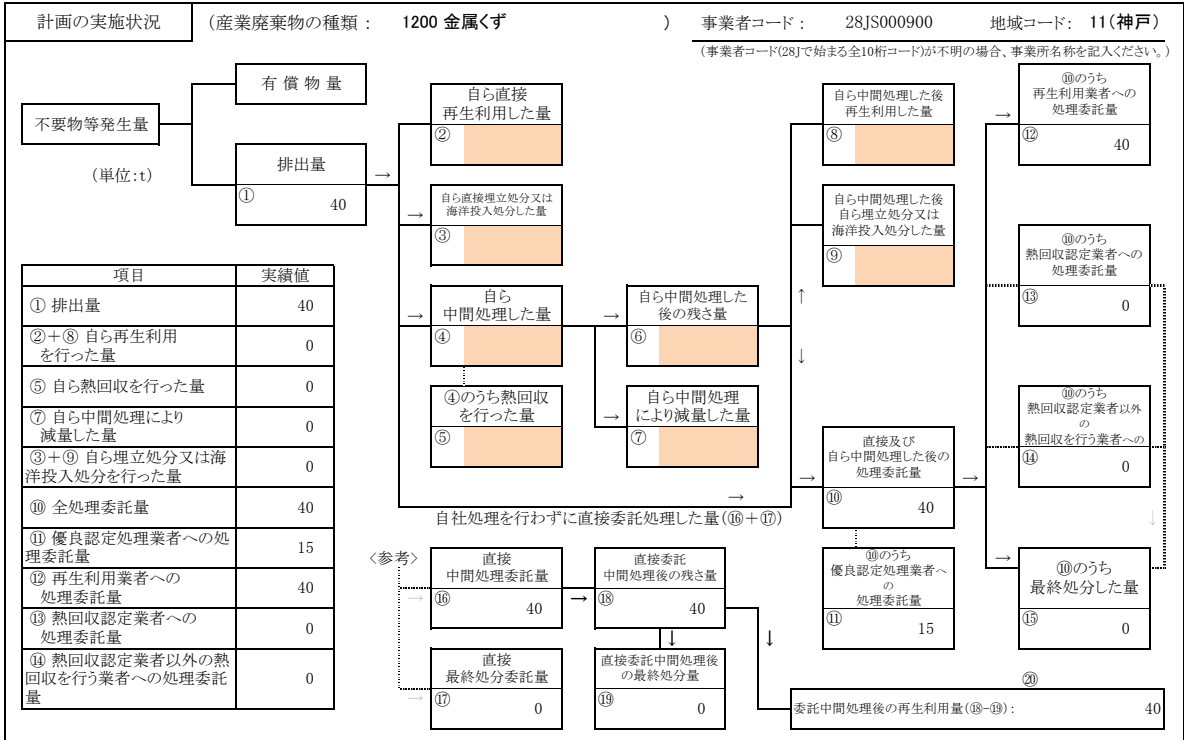 計画の実施状況
(産業廃棄物の種類： 1200 金属くず )
事業者コード： 28JS000900 地域コード： 11(神戸)
(事業者コード(28Jで始まる全10桁コード)が不明の場合、事業所名称を記入ください。)
不要物等発生量
(単位:t)
有償物量
排出量
① 40
→
自ら直接
再生利用した量
②
→
自ら直接埋立処分又は
海洋投入処分した量
③
→
自ら
中間処理した量
④
④のうち熱回収
を行った量
⑤
→
自ら中間処理した
後の残さ量
⑥
→
自ら中間処理
により減量した量
⑦
自ら中間処理した後
再生利用した量
⑧
自ら中間処理した後
自ら埋立処分又は
海洋投入処分した量
⑨
↑
↓
→
自社処理を行わずに直接委託処理した量(⑯+⑰)
→
直接及び
自ら中間処理した後の
処理委託量
⑩ 40
→
⑩のうち
優良認定処理業者へ
の
処理委託量
⑪ 15
→
⑩のうち
再生利用業者への
処理委託量
⑫ 40
⑩のうち
熱回収認定業者への
処理委託量
⑬ 0
⑩のうち
熱回収認定業者以外
の
熱回収を行う業者への
⑭ 0
↓
→
⑩のうち
最終処分した量
⑮ 0
項目 実績値
① 排出量 40
②+⑧ 自ら再生利用
を行った量 0
⑤ 自ら熱回収を行った量 0
⑦ 自ら中間処理により
減量した量 0
③+⑨ 自ら埋立処分又は海
洋投入処分を行った量 0
⑩ 全処理委託量 40
⑪ 優良認定処理業者への処
理委託量 15
⑫ 再生利用業者への
処理委託量 40
⑬ 熱回収認定業者への
処理委託量 0
⑭ 熱回収認定業者以外の熱
回収を行う業者への処理委託
量 0
〈参考〉
→
直接
中間処理委託量
⑯ 40
→
直接委託
中間処理後の残さ量
⑱ 40
↓
↓
→
直接
最終処分委託量
⑰ 0
直接委託中間処理後
の最終処分量
⑲ 0
⑳
委託中間処理後の再生利用量(⑱-⑲)： 40